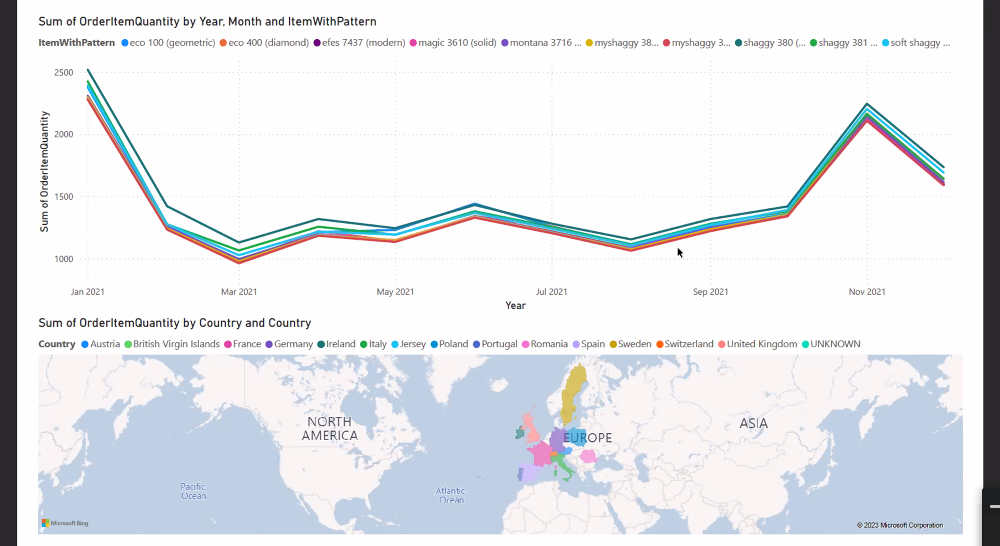 Sum of OrderItemQuantity by Year, Month and ItemWithPattern
ItemWithPattern eco 100 (geometric) eco 400 (diamond) efes 7437 (modern) magic 3610 (solid) montana 3716 ... myshaggy 38... myshaggy 3... shaggy 380 (... shaggy 381 ... soft shaggy ...
Sum of OrderItemQuantity
2500
2000
1500
1000
Jan 2021 Mar 2021 May 2021 Jul 2021 Sep 2021 Nov 2021
Year
Sum of OrderItemQuantity by Country and Country
Country Austria British Virgin Islands France Germany Ireland Italy Jersey Poland Portugal Romania Spain Sweden Switzerland United Kingdom UNKNOWN
NORTH
AMERICA
EUROPE
ASIA
Pacific
Ocean
Atlantic
Ocean
Microsoft Bing
© 2023 Microsoft Corporation